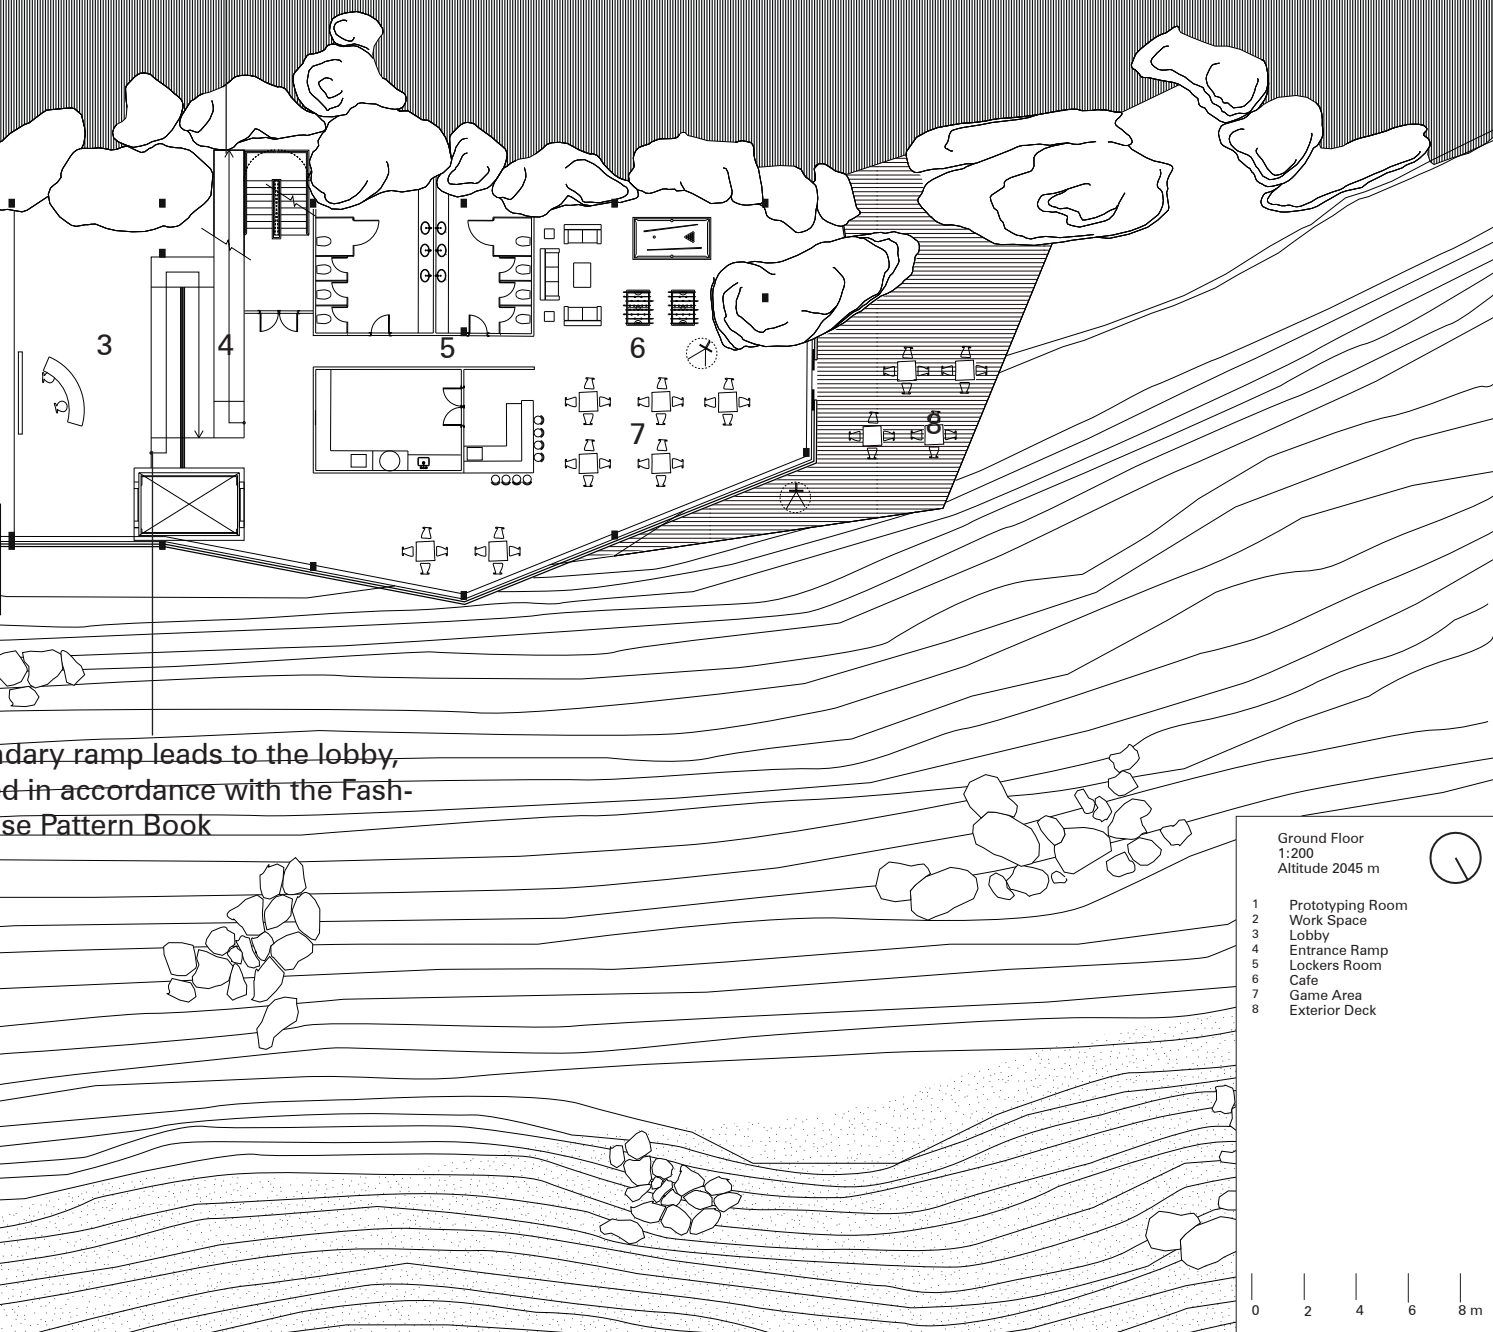 3
4
5
6
7
8
ndary ramp leads to the lobby,
ed in accordance with the Fash-
se Pattern Book
Ground Floor
1:200
Altitude 2045 m
1 Prototyping Room
2 Work Space
3 Lobby
4 Entrance Ramp
5 Lockers Room
6 Cafe
7 Game Area
8 Exterior Deck
0 2 4 6 8 m